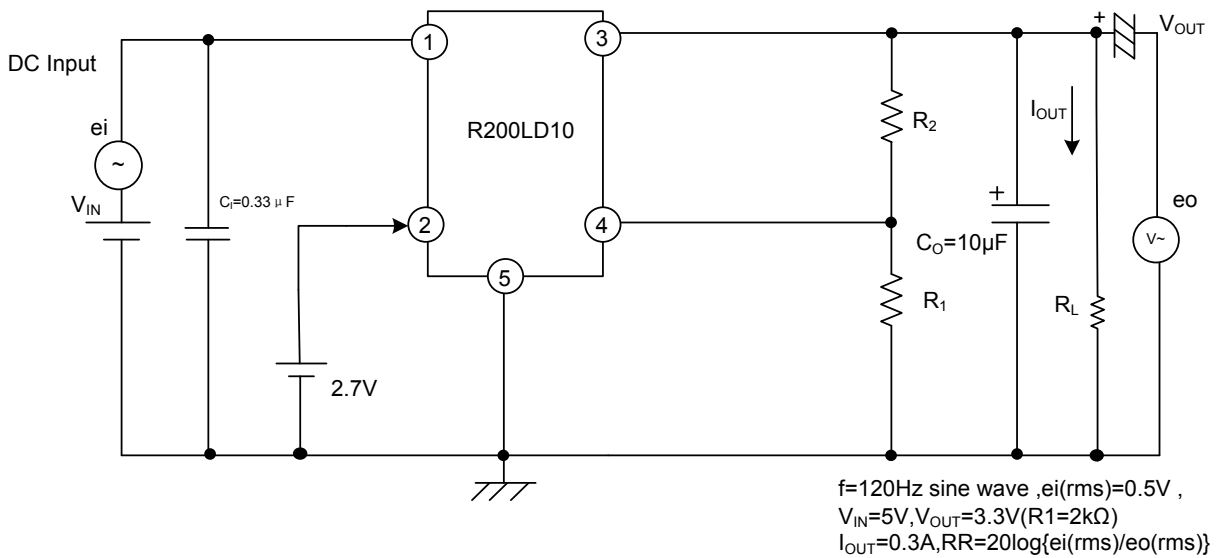 DC Input
ei
~
V_IN
C_i=0.33 μ F
1
2
3
4
5
R200LD10
2.7V
R_2
R_1
+
C_O=10µF
I_OUT
R_L
+
V_OUT
eo
V~
f=120Hz sine wave ,ei(rms)=0.5V ,
V_IN=5V,V_OUT=3.3V(R1=2kΩ)
I_OUT=0.3A,RR=20log{ei(rms)/eo(rms)}